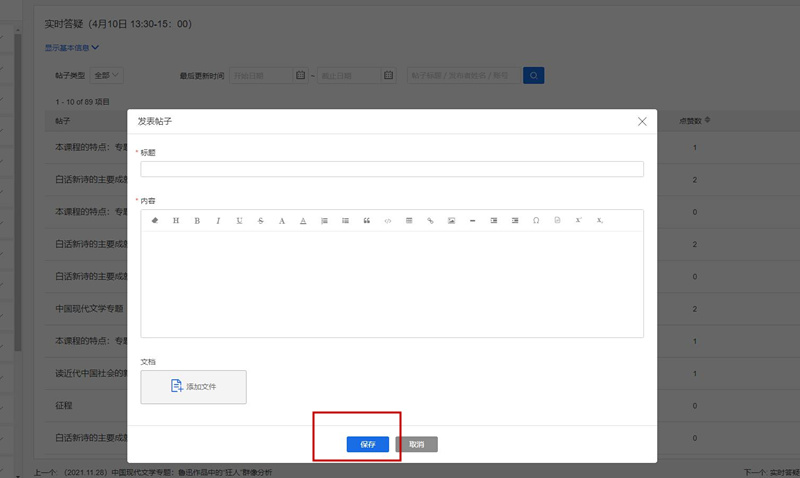 实时答疑（4月10日 13:30-15：00）
显示基本信息
帖子类型 全部 最后更新时间 开始日期 - 截止日期 帖子标题 / 发布者姓名 / 账号
1 - 10 of 89 项目
帖子 点赞数
发表帖子
* 标题
* 内容
H B I U S A A
文档
添加文件
保存 取消
本课程的特点：专题 1
白话新诗的主要成就 2
本课程的特点：专题 0
白话新诗的主要成就 2
白话新诗的主要成就 0
中国现代文学专题 2
本课程的特点：专题 1
谈近代中国社会的 1
征程 0
白话新诗的主要成就 0
上一个: （2021.11.28）中国现代文学专题：鲁迅作品中的“狂人”群像分析
下一个: 实时答疑